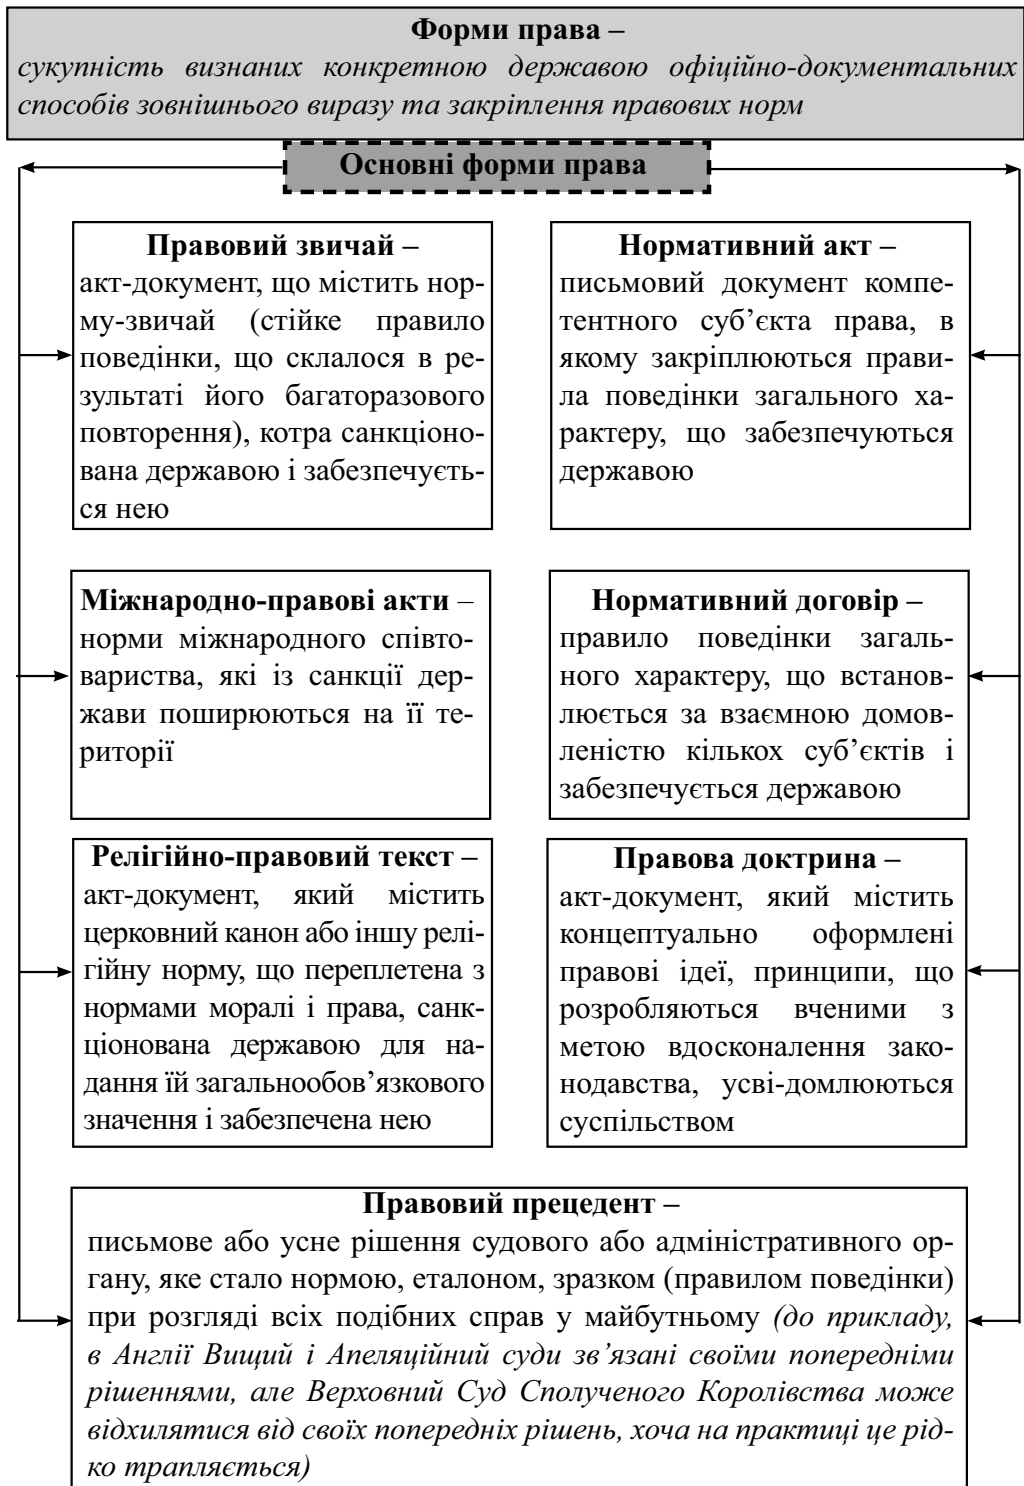 Форми права –
сукупність визнаних конкретною державою офіційно-документальних
способів зовнішнього виразу та закріплення правових норм
Основні форми права
Правовий звичай –
акт-документ, що містить нор-
му-звичай (стійке правило
поведінки, що склалося в ре-
зультаті його багаторазового
повторення), котра санкціоно-
вана державою і забезпечуєть-
ся нею
Нормативний акт –
письмовий документ компе-
тентного суб’єкта права, в
якому закріплюються прави-
ла поведінки загального ха-
рактеру, що забезпечуються
державою
Міжнародно-правові акти –
норми міжнародного співто-
вариства, які із санкції дер-
жави поширюються на її те-
риторії
Нормативний договір –
правило поведінки загаль-
ного характеру, що встанов-
люється за взаємною домов-
леністю кількох суб’єктів і
забезпечується державою
Релігійно-правовий текст –
акт-документ, який містить
церковний канон або іншу релі-
гійну норму, що переплетена з
нормами моралі і права, санк-
ціонована державою для на-
дання їй загальнообов’язкового
значення і забезпечена нею
Правова доктрина –
акт-документ, який містить
концептуально оформлені
правові ідеї, принципи, що
розробляються вченими з
метою вдосконалення зако-
нодавства, усві-домлюються
суспільством
Правовий прецедент –
письмове або усне рішення судового або адміністративного ор-
гану, яке стало нормою, еталоном, зразком (правилом поведінки)
при розгляді всіх подібних справ у майбутньому (до прикладу,
в Англії Вищий і Апеляційний суди зв’язані своїми попередніми
рішеннями, але Верховний Суд Сполученого Королівства може
відхилятися від своїх попередніх рішень, хоча на практиці це рід-
ко трапляється)